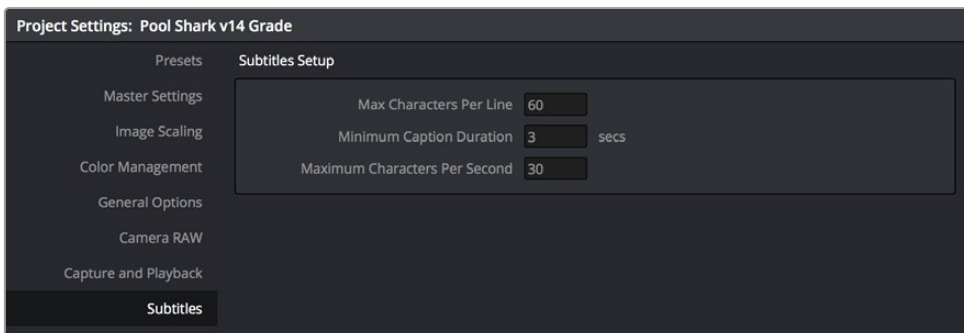 Project Settings: Pool Shark v14 Grade
Presets
Master Settings
Image Scaling
Color Management
General Options
Camera RAW
Capture and Playback
Subtitles
Subtitles Setup
Max Characters Per Line 60
Minimum Caption Duration 3 secs
Maximum Characters Per Second 30